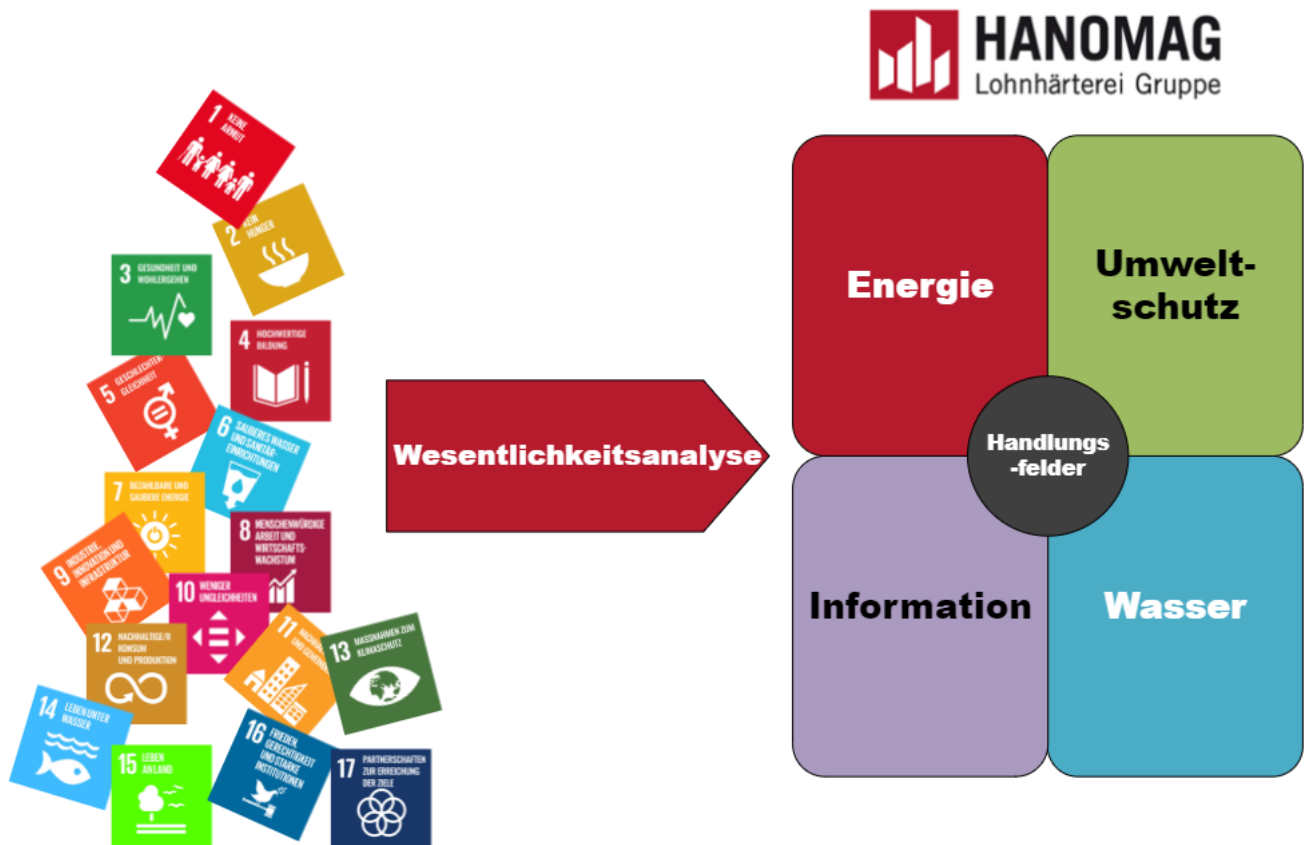 HANOMAG
Lohnhärterei Gruppe
1 KEINE
ARMUT
2 KEIN
HUNGER
3 GESUNDHEIT UND
WOHLERGEHEN
4 HOCHWERTIGE
BILDUNG
5 GESCHLECHTER
GLEICHHEIT
6 SAUBERES WASSER
UND SANITÄR-
EINRICHTUNGEN
7 BEZAHLBARE UND
SAUBERE ENERGIE
8 MENSCHENWÜRDIGE
ARBEIT UND
WIRTSCHAFTS-
WACHSTUM
9 INDUSTRIE,
INNOVATION UND
INFRASTRUKTUR
10 WENIGER
UNGLEICHHEITEN
11
12 NACHHALTIGE/R
KONSUM
UND PRODUKTION
13 MASSNAHMEN ZUM
KLIMASCHUTZ
14 LEBEN UNTER
WASSER
15 LEBEN
AN LAND
16 FRIEDEN,
GERECHTIGKEIT
UND STARKE
INSTITUTIONEN
17 PARTNERSCHAFTEN
ZUR ERREICHUNG
DER ZIELE
Wesentlichkeitsanalyse
Energie
Umwelt-
schutz
Handlungs
-felder
Information
Wasser